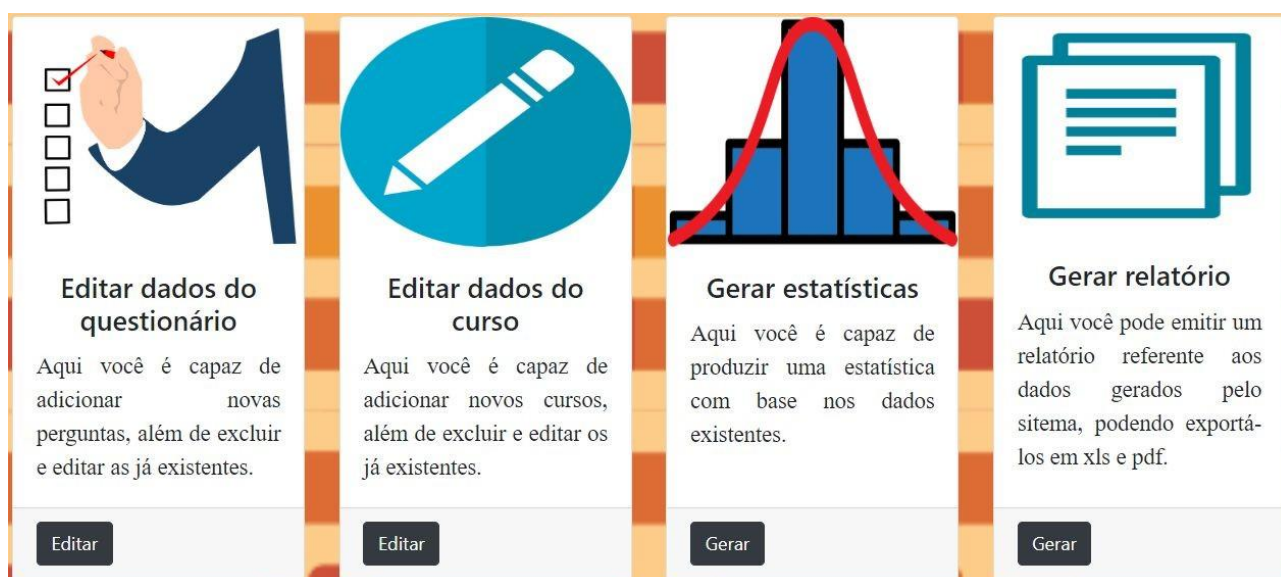 Editar dados do
questionário
Aqui você é capaz de
adicionar novas
perguntas, além de excluir
e editar as já existentes.
Editar
Editar dados do
curso
Aqui você é capaz de
adicionar novos cursos,
além de excluir e editar os
já existentes.
Editar
Gerar estatísticas
Aqui você é capaz de
produzir uma estatística
com base nos dados
existentes.
Gerar
Gerar relatório
Aqui você pode emitir um
relatório referente aos
dados gerados pelo
sitema, podendo exportá-
los em xls e pdf.
Gerar